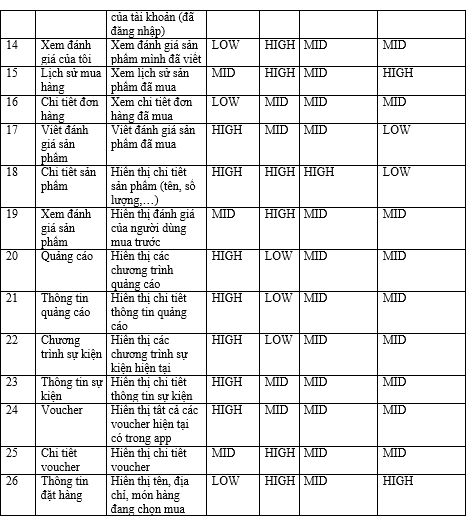 của tài khoản (đã
đăng nhập)
14 Xem đánh Xem đánh giá sản LOW HIGH MID MID
giá của tôi phẩm mình đã viết
15 Lịch sử mua Xem lịch sử sản MID HIGH MID HIGH
hàng phẩm đã mua
16 Chi tiết đơn Xem chi tiết đơn LOW MID MID MID
hàng hàng đã mua
17 Viết đánh Viết đánh giá sản HIGH MID MID LOW
giá sản phẩm đã mua
phẩm
18 Chi tiết sản Hiển thị chi tiết HIGH HIGH HIGH LOW
phẩm sản phẩm (tên, số
lượng,…)
19 Xem đánh Hiển thị đánh giá MID HIGH MID MID
giá sản của người dùng
phẩm mua trước
20 Quảng cáo Hiển thị các HIGH LOW MID MID
chương trình
quảng cáo
21 Thông tin Hiển thị chi tiết HIGH LOW MID MID
quảng cáo thông tin quảng
cáo
22 Chương Hiển thị các HIGH LOW MID MID
trình sự kiện chương trình sự
kiện hiện tại
23 Thông tin sự Hiển thị chi tiết HIGH MID MID MID
kiện thông tin sự kiện
24 Voucher Hiển thị tất cả các HIGH MID MID MID
voucher hiện tại
có trong app
25 Chi tiết Hiển thị chi tiết MID HIGH MID MID
voucher voucher
26 Thông tin Hiển thị tên, địa LOW HIGH MID HIGH
đặt hàng chỉ, món hàng
đang chọn mua